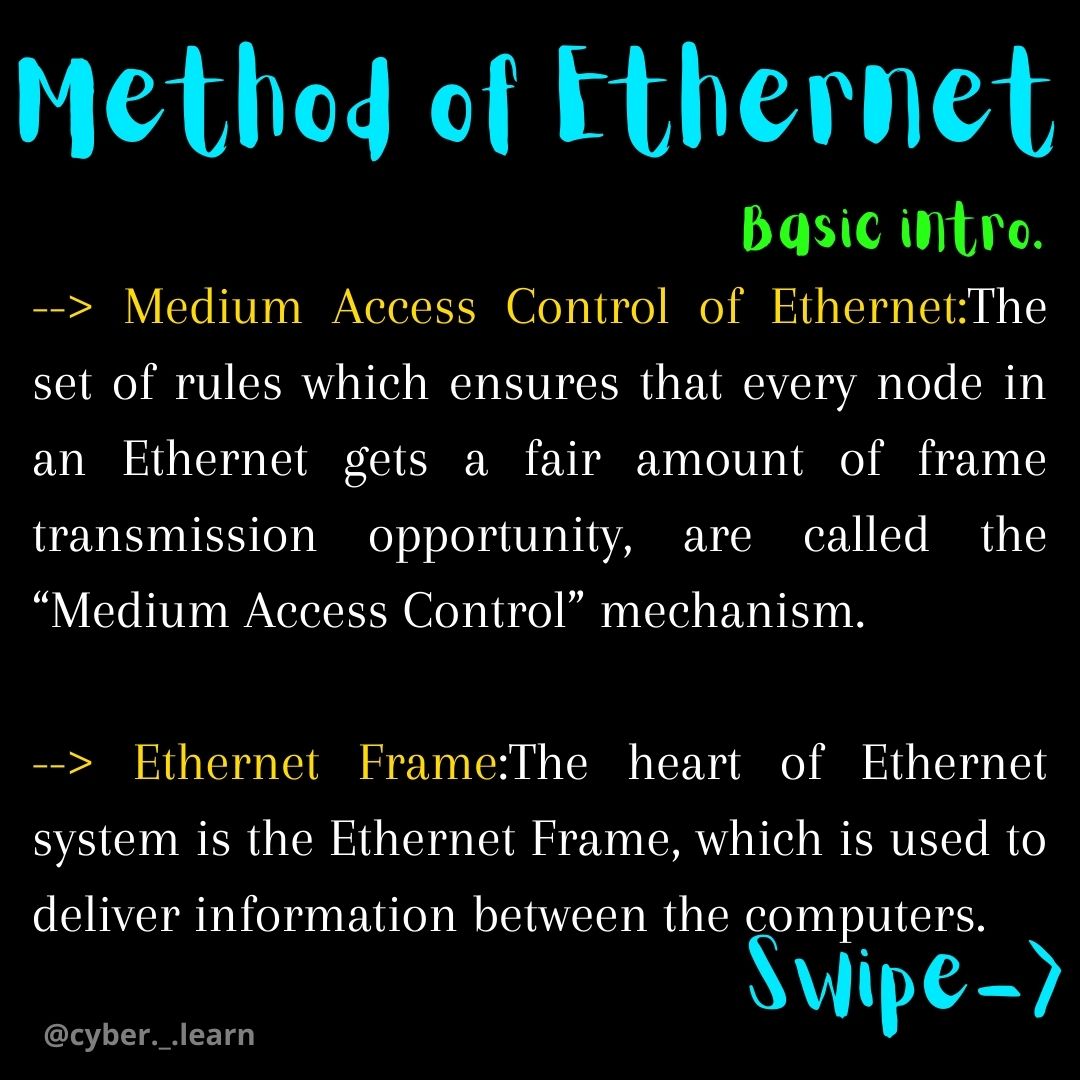 Method of Ethernet
Basic intro.
--> Medium Access Control of Ethernet:The
set of rules which ensures that every node in
an Ethernet gets a fair amount of frame
transmission opportunity, are called the
“Medium Access Control” mechanism.
--> Ethernet Frame:The heart of Ethernet
system is the Ethernet Frame, which is used to
deliver information between the computers.
Swipe->
@cyber._.learn